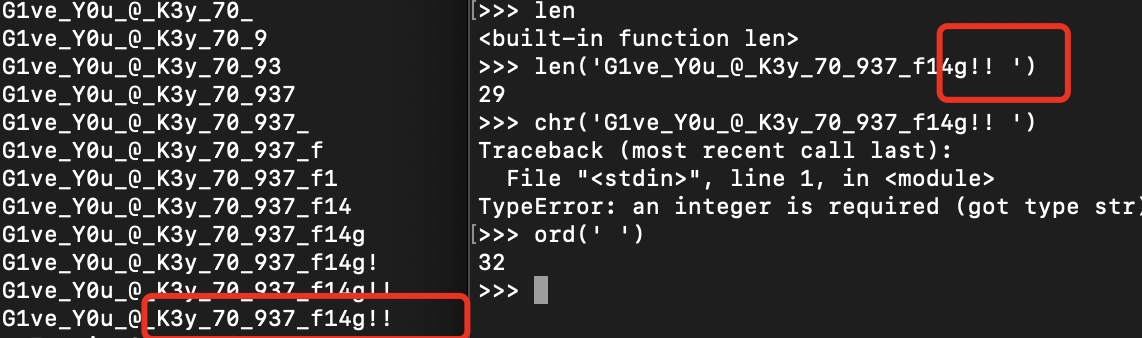 G1ve_Y0u_@_K3y_70_
G1ve_Y0u_@_K3y_70_9
G1ve_Y0u_@_K3y_70_93
G1ve_Y0u_@_K3y_70_937
G1ve_Y0u_@_K3y_70_937_
G1ve_Y0u_@_K3y_70_937_f
G1ve_Y0u_@_K3y_70_937_f1
G1ve_Y0u_@_K3y_70_937_f14
G1ve_Y0u_@_K3y_70_937_f14g
G1ve_Y0u_@_K3y_70_937_f14g!
G1ve_Y0u_@_K3y_70_937_f14g!!
G1ve_Y0u_@_K3y_70_937_f14g!!
[>>> len
<built-in function len>
>>> len('G1ve_Y0u_@_K3y_70_937_f14g!! ')
29
>>> chr('G1ve_Y0u_@_K3y_70_937_f14g!! ')
Traceback (most recent call last):
  File "<stdin>", line 1, in <module>
TypeError: an integer is required (got type str)
[>>> ord(' ')
32
>>>